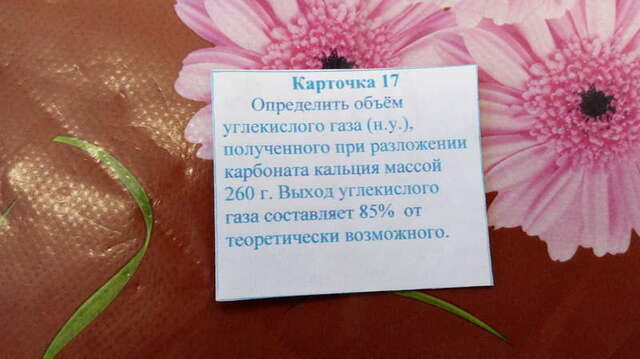 Карточка 17
Определить объём
углекислого газа (н.у.),
полученного при разложении
карбоната кальция массой
260 г. Выход углекислого
газа составляет 85% от
теоретически возможного.